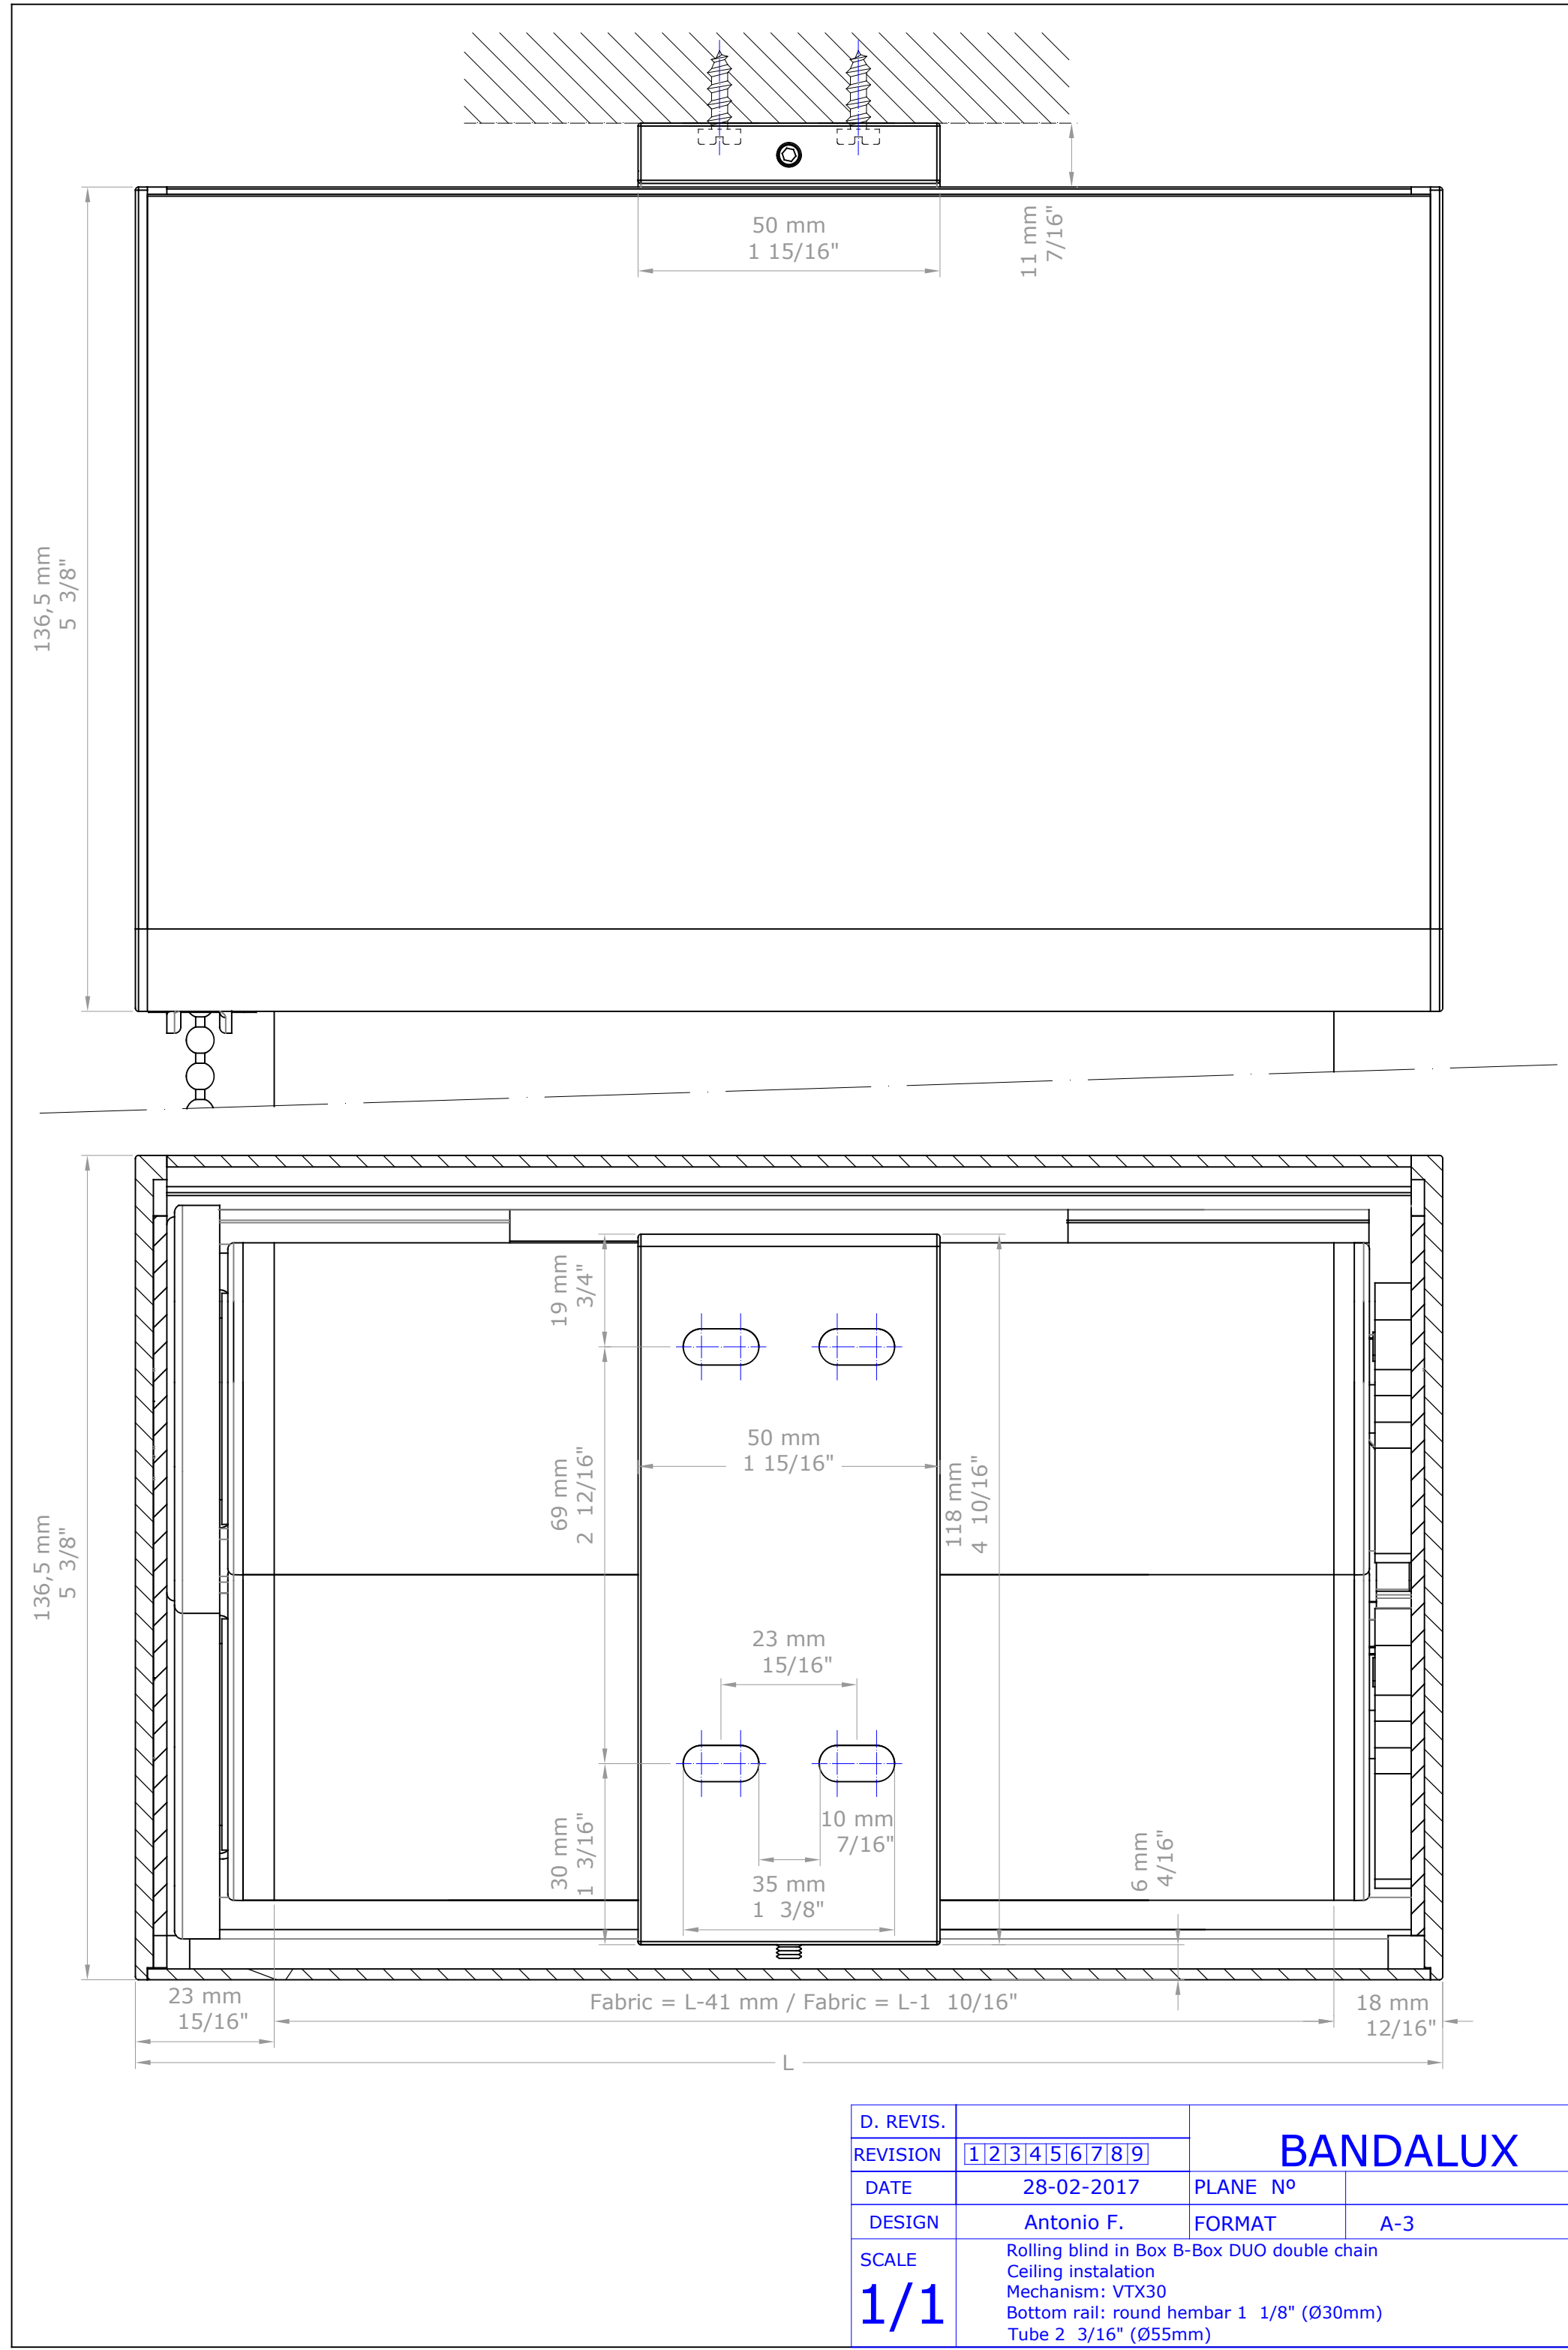 50 mm
1 15/16"
11 mm
7/16"
136,5 mm
5 3/8"
19 mm
3/4"
50 mm
1 15/16"
69 mm
2 12/16"
118 mm
4 10/16"
136,5 mm
5 3/8"
23 mm
15/16"
10 mm
7/16"
30 mm
1 3/16"
35 mm
1 3/8"
6 mm
4/16"
23 mm
15/16"
Fabric = L-41 mm / Fabric = L-1 10/16"
18 mm
12/16"
L
D. REVIS.
REVISION 1 2 3 4 5 6 7 8 9
BANDALUX
DATE 28-02-2017 PLANE Nº
DESIGN Antonio F. FORMAT A-3
SCALE
1/1
Rolling blind in Box B-Box DUO double chain
Ceiling instalation
Mechanism: VTX30
Bottom rail: round hembar 1 1/8" (Ø30mm)
Tube 2 3/16" (Ø55mm)